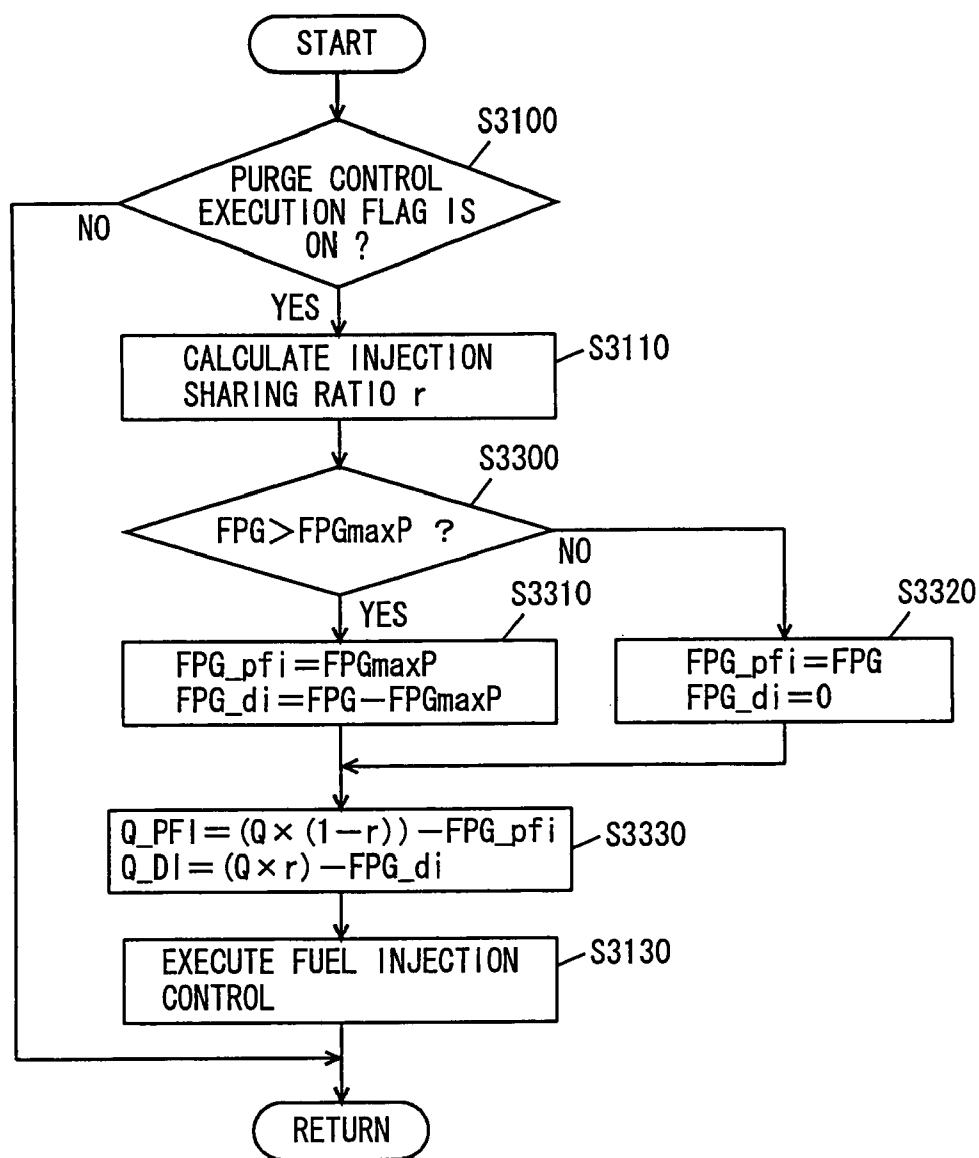 START
S3100
PURGE CONTROL
EXECUTION FLAG IS
ON ?
NO
YES
CALCULATE INJECTION
SHARING RATIO r
S3110
S3300
FPG>FPGmaxP ?
NO
YES
S3310
S3320
FPG_pfi=FPGmaxP
FPG_di=FPG−FPGmaxP
FPG_pfi=FPG
FPG_di=0
Q_PFI=(Q×(1−r))−FPG_pfi
Q_DI=(Q×r)−FPG_di
S3330
EXECUTE FUEL INJECTION
CONTROL
S3130
RETURN